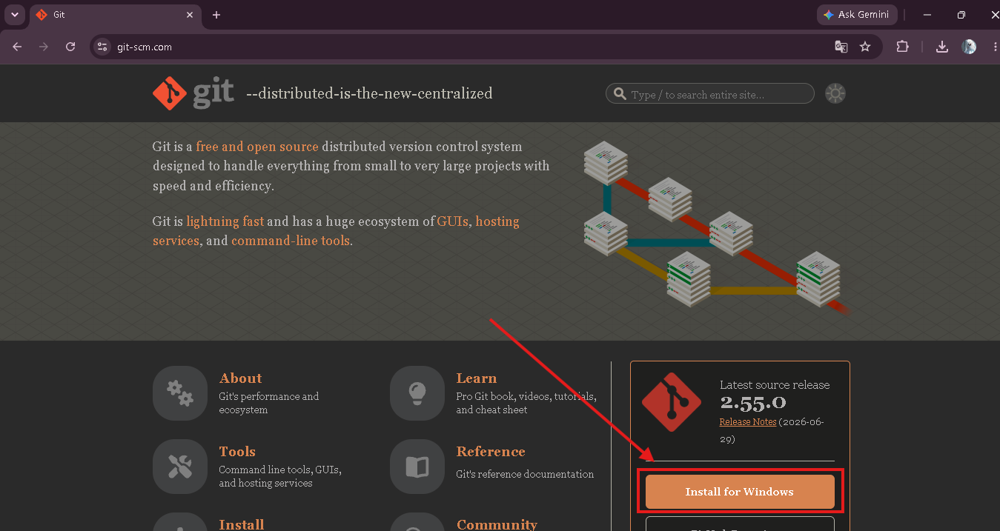 Git
Ask Gemini
git-scm.com
git --distributed-is-the-new-centralized
Type / to search entire site...
Git is a free and open source distributed version control system
designed to handle everything from small to very large projects with
speed and efficiency.
Git is lightning fast and has a huge ecosystem of GUIs, hosting
services, and command-line tools.
About
Git's performance and
ecosystem
Learn
Pro Git book, videos, tutorials,
and cheat sheet
Tools
Command line tools, GUIs,
and hosting services
Reference
Git's reference documentation
Install
Community
Latest source release
2.55.0
Release Notes (2026-06-
29)
Install for Windows